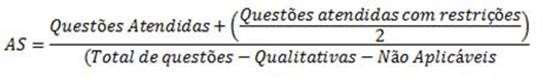 AS = Questões Atendidas + (Questões atendidas com restrições / 2)
(Total de questões − Qualitativas − Não Aplicáveis